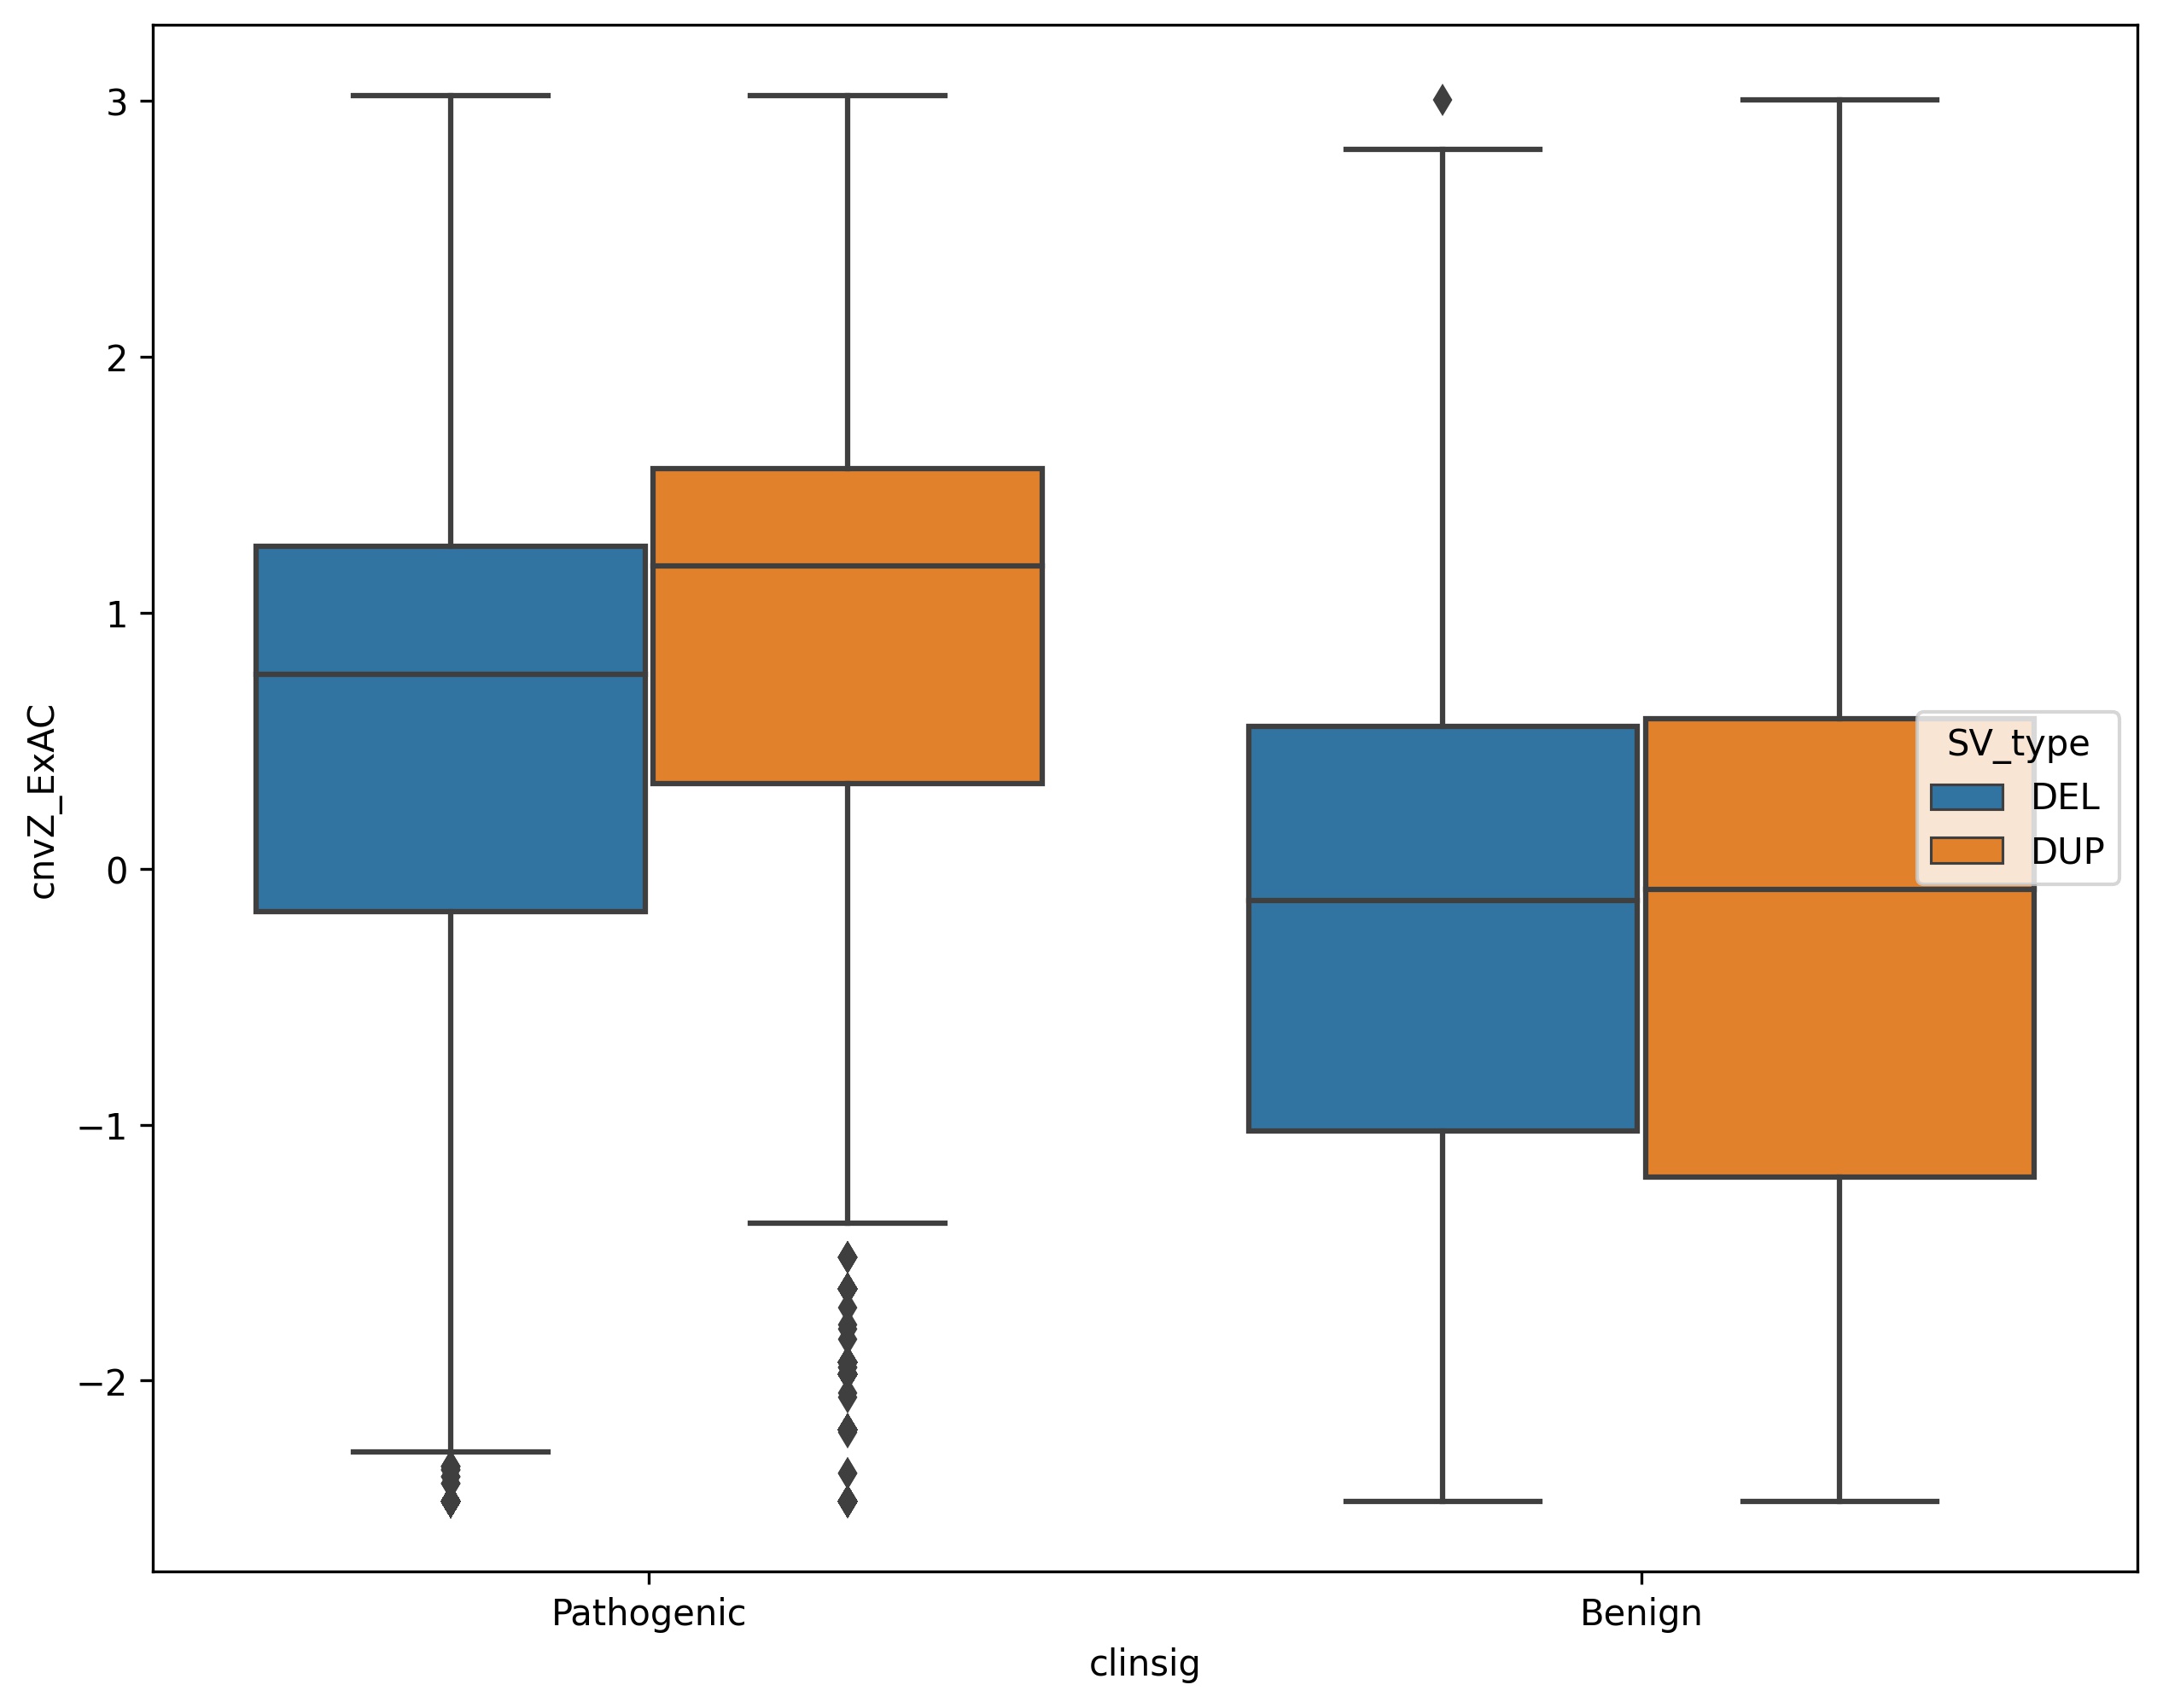 3
2
1
0
−1
−2
cnvZ_ExAC
SV_type
DEL
DUP
Pathogenic
Benign
clinsig